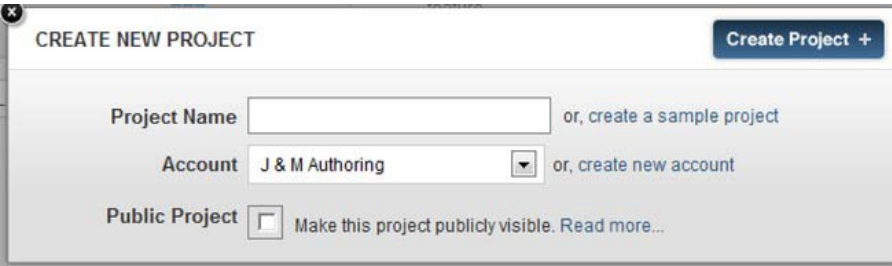 CREATE NEW PROJECT
Create Project +
Project Name
or, create a sample project
Account
J & M Authoring
or, create new account
Public Project
Make this project publicly visible. Read more...